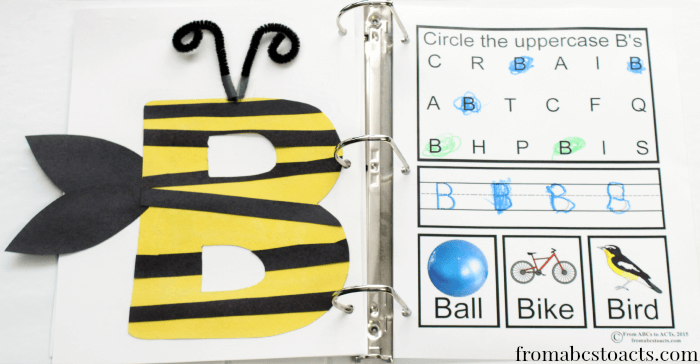 B
Circle the uppercase B's
C R B A I B
A B T C F Q
B H P B I S
B B B B
Ball Bike Bird
©From ABCs to ACTs, 2015
fromabcstoacts.com
fromabcstoacts.com